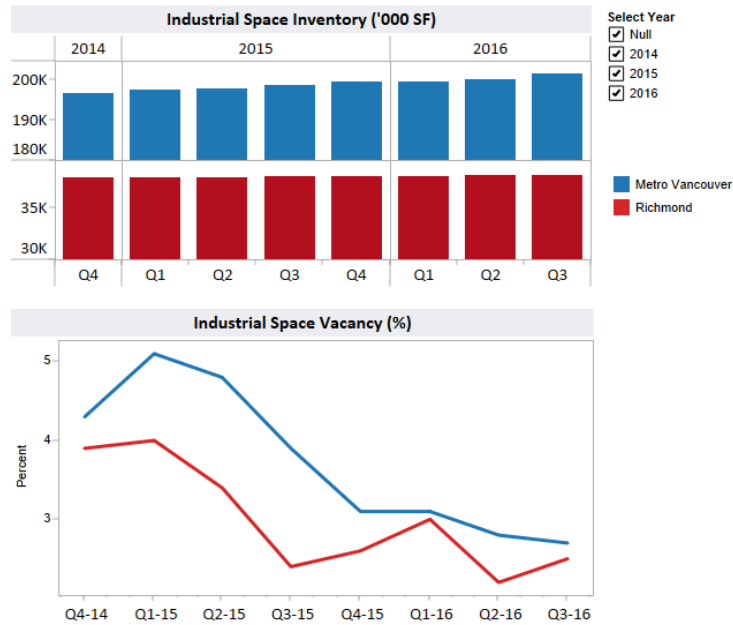 Industrial Space Inventory ('000 SF)
2014 2015 2016
200K
190K
180K
35K
30K
Q4 Q1 Q2 Q3 Q4 Q1 Q2 Q3
Select Year
Null
2014
2015
2016
Metro Vancouver
Richmond
Industrial Space Vacancy (%)
5
4
3
Percent
Q4-14 Q1-15 Q2-15 Q3-15 Q4-15 Q1-16 Q2-16 Q3-16